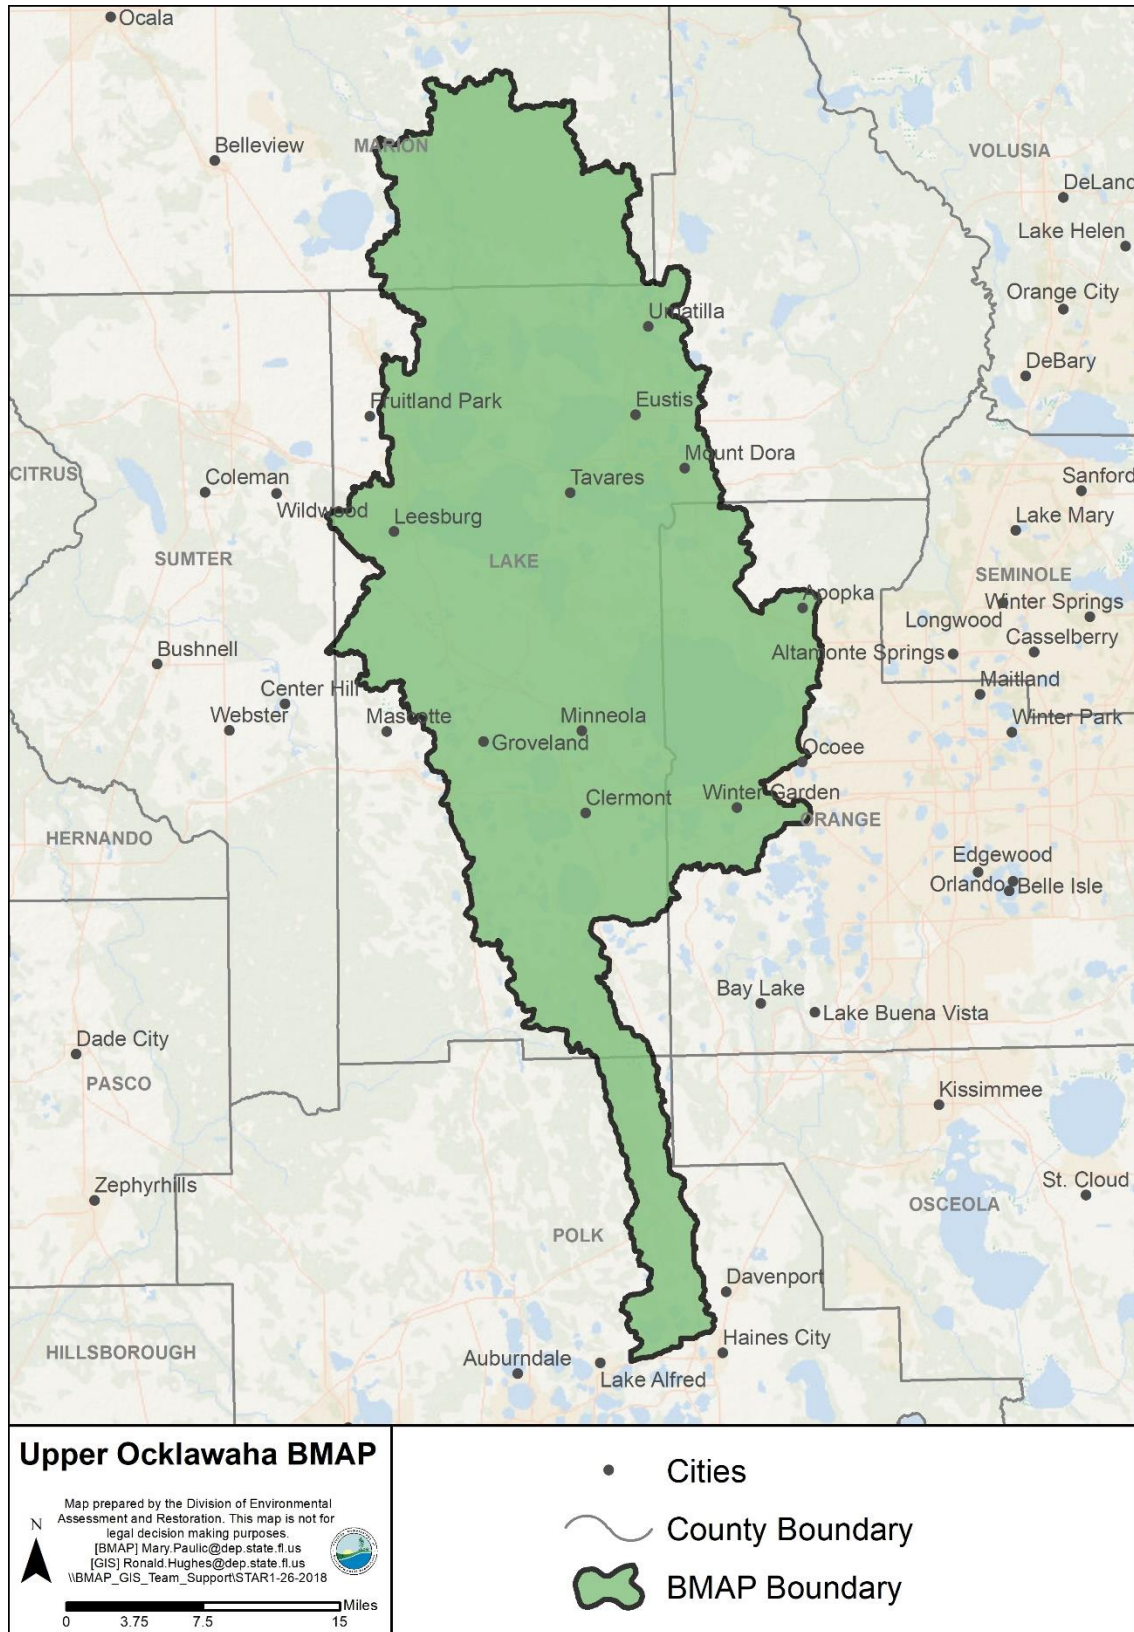 Ocala
Belleview
MARION
VOLUSIA
DeLand
Lake Helen
Orange City
Umatilla
DeBary
Fruitland Park
Eustis
Mount Dora
CITRUS
Coleman
Tavares
Sanford
Wildwood
Leesburg
Lake Mary
SUMTER
LAKE
SEMINOLE
Apopka
Winter Springs
Longwood
Casselberry
Bushnell
Altamonte Springs
Maitland
Center Hill
Webster
Mascotte
Minneola
Winter Park
Groveland
Ocoee
Clermont
Winter Garden
ORANGE
HERNANDO
Edgewood
Orlando
Belle Isle
Bay Lake
Lake Buena Vista
Dade City
PASCO
Kissimmee
Zephyrhills
St. Cloud
OSCEOLA
POLK
Davenport
Haines City
HILLSBOROUGH
Auburndale
Lake Alfred
Upper Ocklawaha BMAP
Map prepared by the Division of Environmental
Assessment and Restoration. This map is not for
legal decision making purposes.
[BMAP] Mary.Paulic@dep.state.fl.us
[GIS] Ronald.Hughes@dep.state.fl.us
\\BMAP_GIS_Team_Support\STAR1-26-2018
N
Miles
0 3.75 7.5 15
Cities
County Boundary
BMAP Boundary